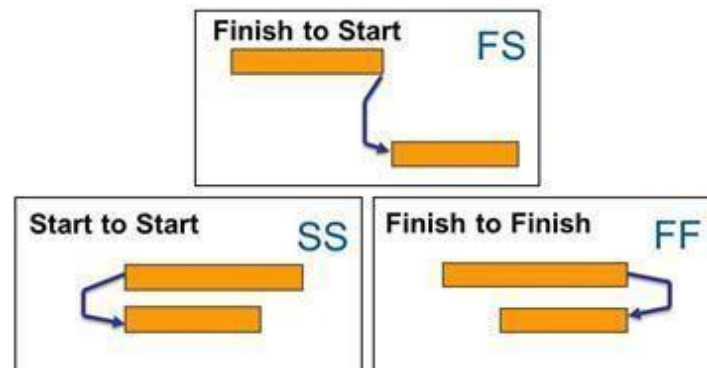 Finish to Start
FS
Start to Start
SS
Finish to Finish
FF